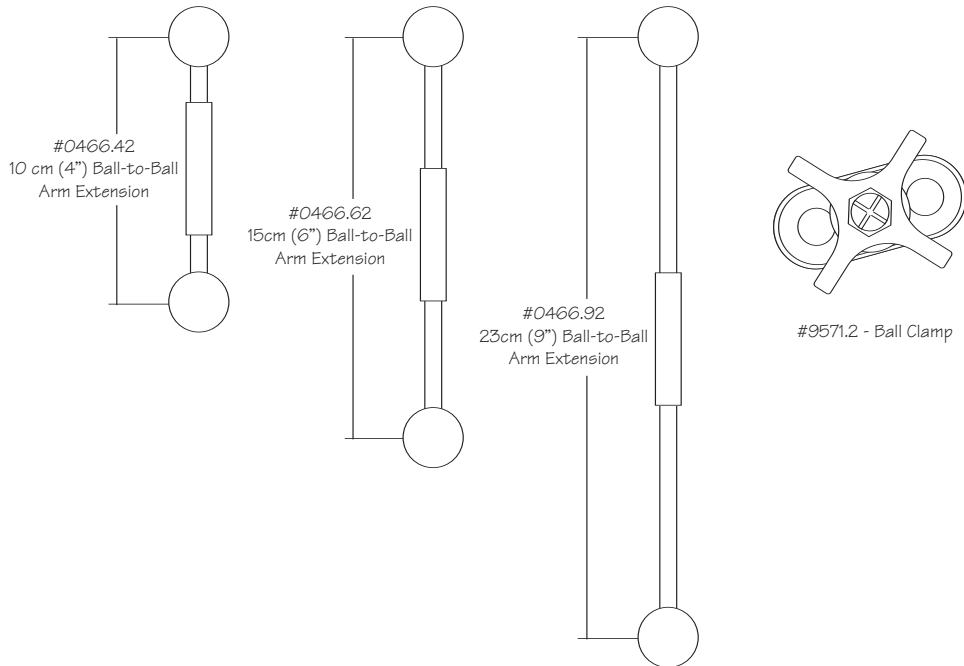 #0466.42
10 cm (4”) Ball-to-Ball
Arm Extension
#0466.62
15cm (6”) Ball-to-Ball
Arm Extension
#0466.92
23cm (9”) Ball-to-Ball
Arm Extension
#9571.2 - Ball Clamp